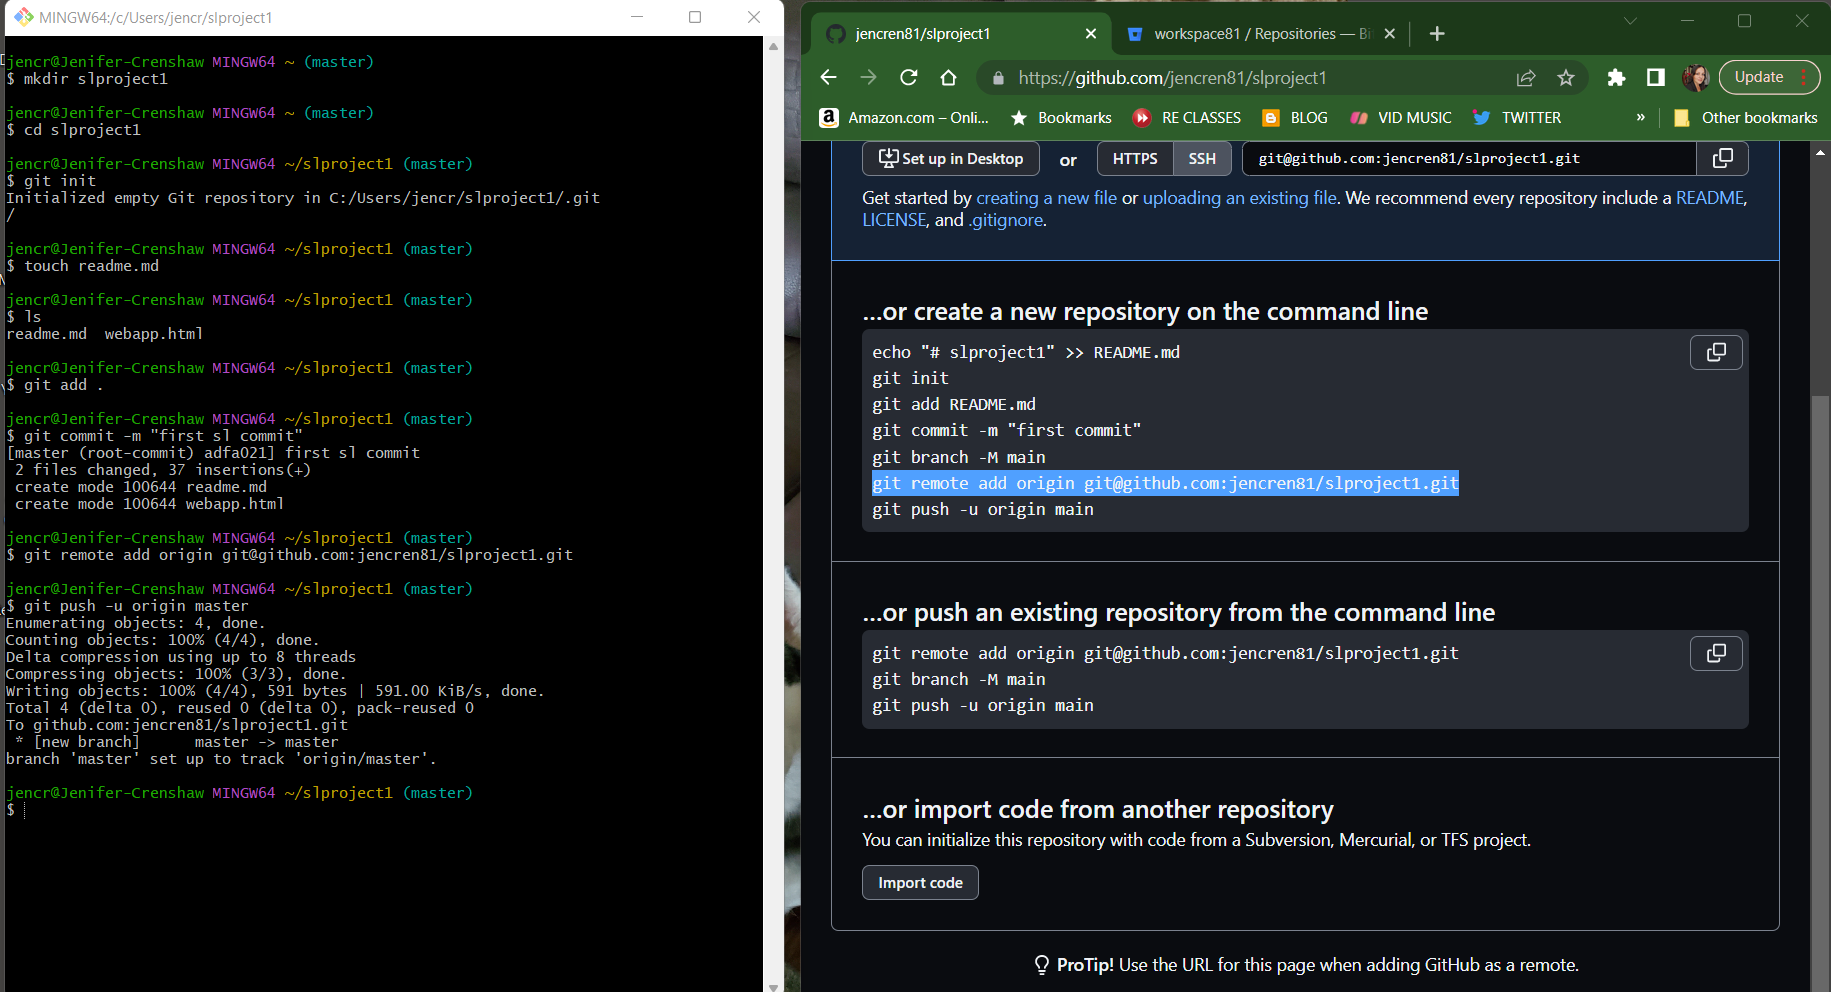 MINGW64:/c/Users/jencr/slproject1
jencr@Jenifer-Crenshaw MINGW64 ~ (master)
$ mkdir slproject1
jencr@Jenifer-Crenshaw MINGW64 ~ (master)
$ cd slproject1
jencr@Jenifer-Crenshaw MINGW64 ~/slproject1 (master)
$ git init
Initialized empty Git repository in C:/Users/jencr/slproject1/.git
/
jencr@Jenifer-Crenshaw MINGW64 ~/slproject1 (master)
$ touch readme.md
jencr@Jenifer-Crenshaw MINGW64 ~/slproject1 (master)
$ ls
readme.md  webapp.html
jencr@Jenifer-Crenshaw MINGW64 ~/slproject1 (master)
$ git add .
jencr@Jenifer-Crenshaw MINGW64 ~/slproject1 (master)
$ git commit -m "first sl commit"
[master (root-commit) adfa021] first sl commit
2 files changed, 37 insertions(+)
create mode 100644 readme.md
create mode 100644 webapp.html
jencr@Jenifer-Crenshaw MINGW64 ~/slproject1 (master)
$ git remote add origin git@github.com:jencren81/slproject1.git
jencr@Jenifer-Crenshaw MINGW64 ~/slproject1 (master)
$ git push -u origin master
Enumerating objects: 4, done.
Counting objects: 100% (4/4), done.
Delta compression using up to 8 threads
Compressing objects: 100% (3/3), done.
Writing objects: 100% (4/4), 591 bytes | 591.00 KiB/s, done.
Total 4 (delta 0), reused 0 (delta 0), pack-reused 0
To github.com:jencren81/slproject1.git
* [new branch]      master -> master
branch 'master' set up to track 'origin/master'.
jencr@Jenifer-Crenshaw MINGW64 ~/slproject1 (master)
$
jencren81/slproject1
workspace81 / Repositories — Bi
https://github.com/jencren81/slproject1
Update
Amazon.com – Onli...
Bookmarks
RE CLASSES
BLOG
VID MUSIC
TWITTER
»
Other bookmarks
Set up in Desktop or HTTPS SSH git@github.com:jencren81/slproject1.git
Get started by creating a new file or uploading an existing file. We recommend every repository include a README,
LICENSE, and .gitignore.
...or create a new repository on the command line
echo "# slproject1" >> README.md
git init
git add README.md
git commit -m "first commit"
git branch -M main
git remote add origin git@github.com:jencren81/slproject1.git
git push -u origin main
...or push an existing repository from the command line
git remote add origin git@github.com:jencren81/slproject1.git
git branch -M main
git push -u origin main
...or import code from another repository
You can initialize this repository with code from a Subversion, Mercurial, or TFS project.
Import code
ProTip! Use the URL for this page when adding GitHub as a remote.